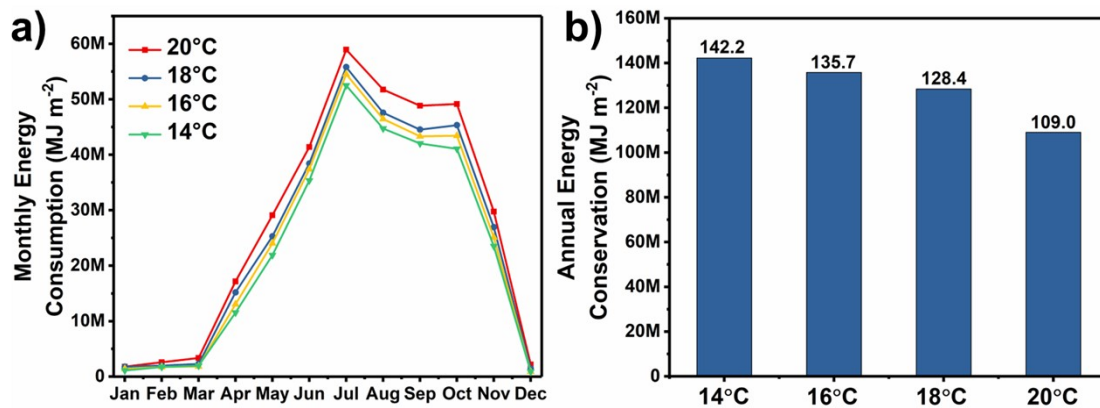 a)
20°C
18°C
16°C
14°C
Monthly Energy
Consumption (MJ m⁻²)
60M
50M
40M
30M
20M
10M
0
Jan Feb Mar Apr May Jun Jul Aug Sep Oct Nov Dec
b)
Annual Energy
Conservation (MJ m⁻²)
160M
140M
120M
100M
80M
60M
40M
20M
0
142.2
135.7
128.4
109.0
14°C 16°C 18°C 20°C